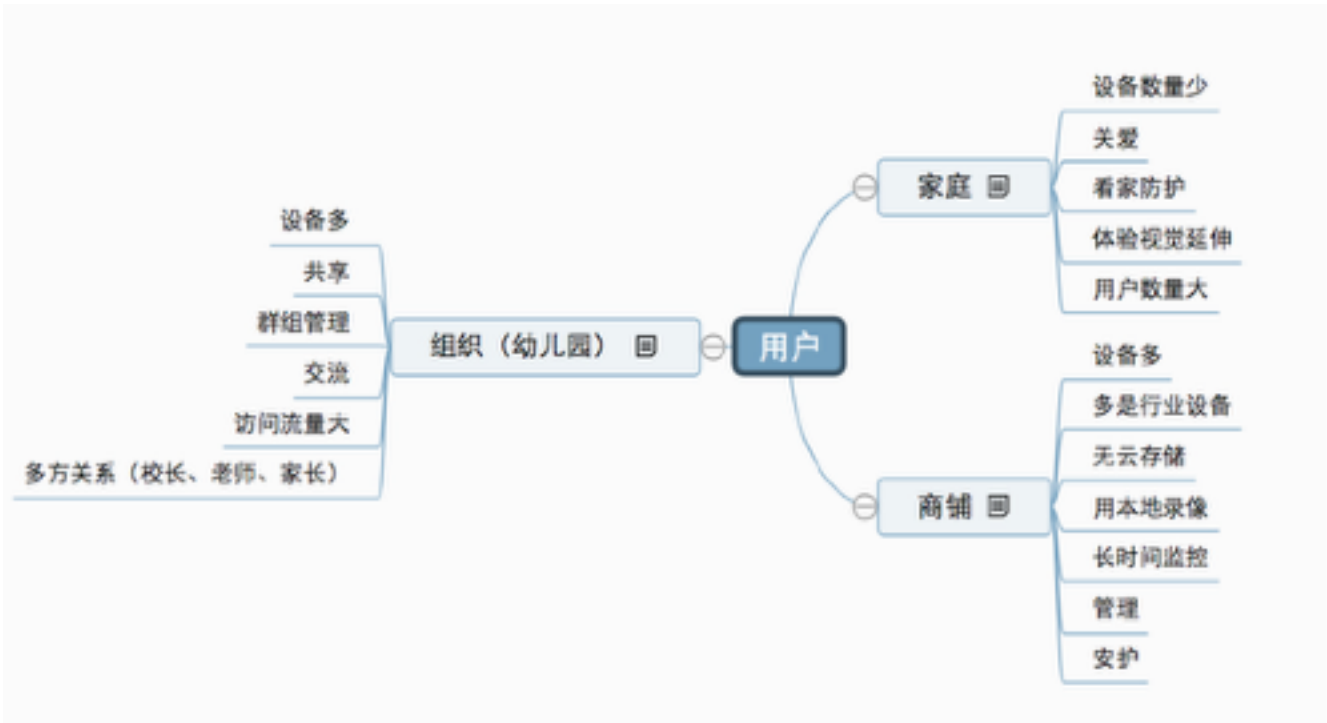 用户
家庭
设备数量少
关爱
看家防护
体验视觉延伸
用户数量大
商铺
设备多
多是行业设备
无云存储
用本地录像
长时间监控
管理
安护
组织（幼儿园）
设备多
共享
群组管理
交流
访问流量大
多方关系（校长、老师、家长）